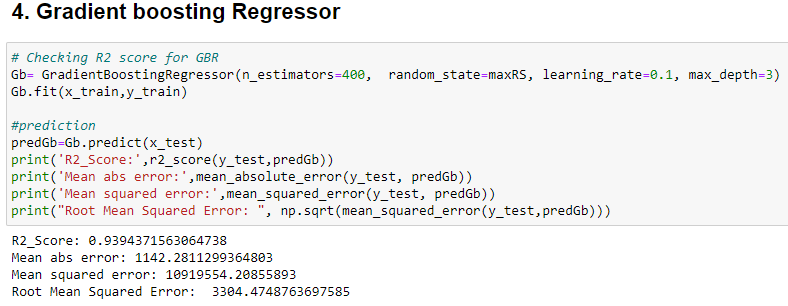 4. Gradient boosting Regressor
# Checking R2 score for GBR
Gb= GradientBoostingRegressor(n_estimators=400,  random_state=maxRS, learning_rate=0.1, max_depth=3)
Gb.fit(x_train,y_train)
#prediction
predGb=Gb.predict(x_test)
print('R2_Score:',r2_score(y_test,predGb))
print('Mean abs error:',mean_absolute_error(y_test, predGb))
print('Mean squared error:',mean_squared_error(y_test, predGb))
print("Root Mean Squared Error: ", np.sqrt(mean_squared_error(y_test,predGb)))
R2_Score: 0.9394371563064738
Mean abs error: 1142.2811299364803
Mean squared error: 10919554.20855893
Root Mean Squared Error:  3304.4748763697585